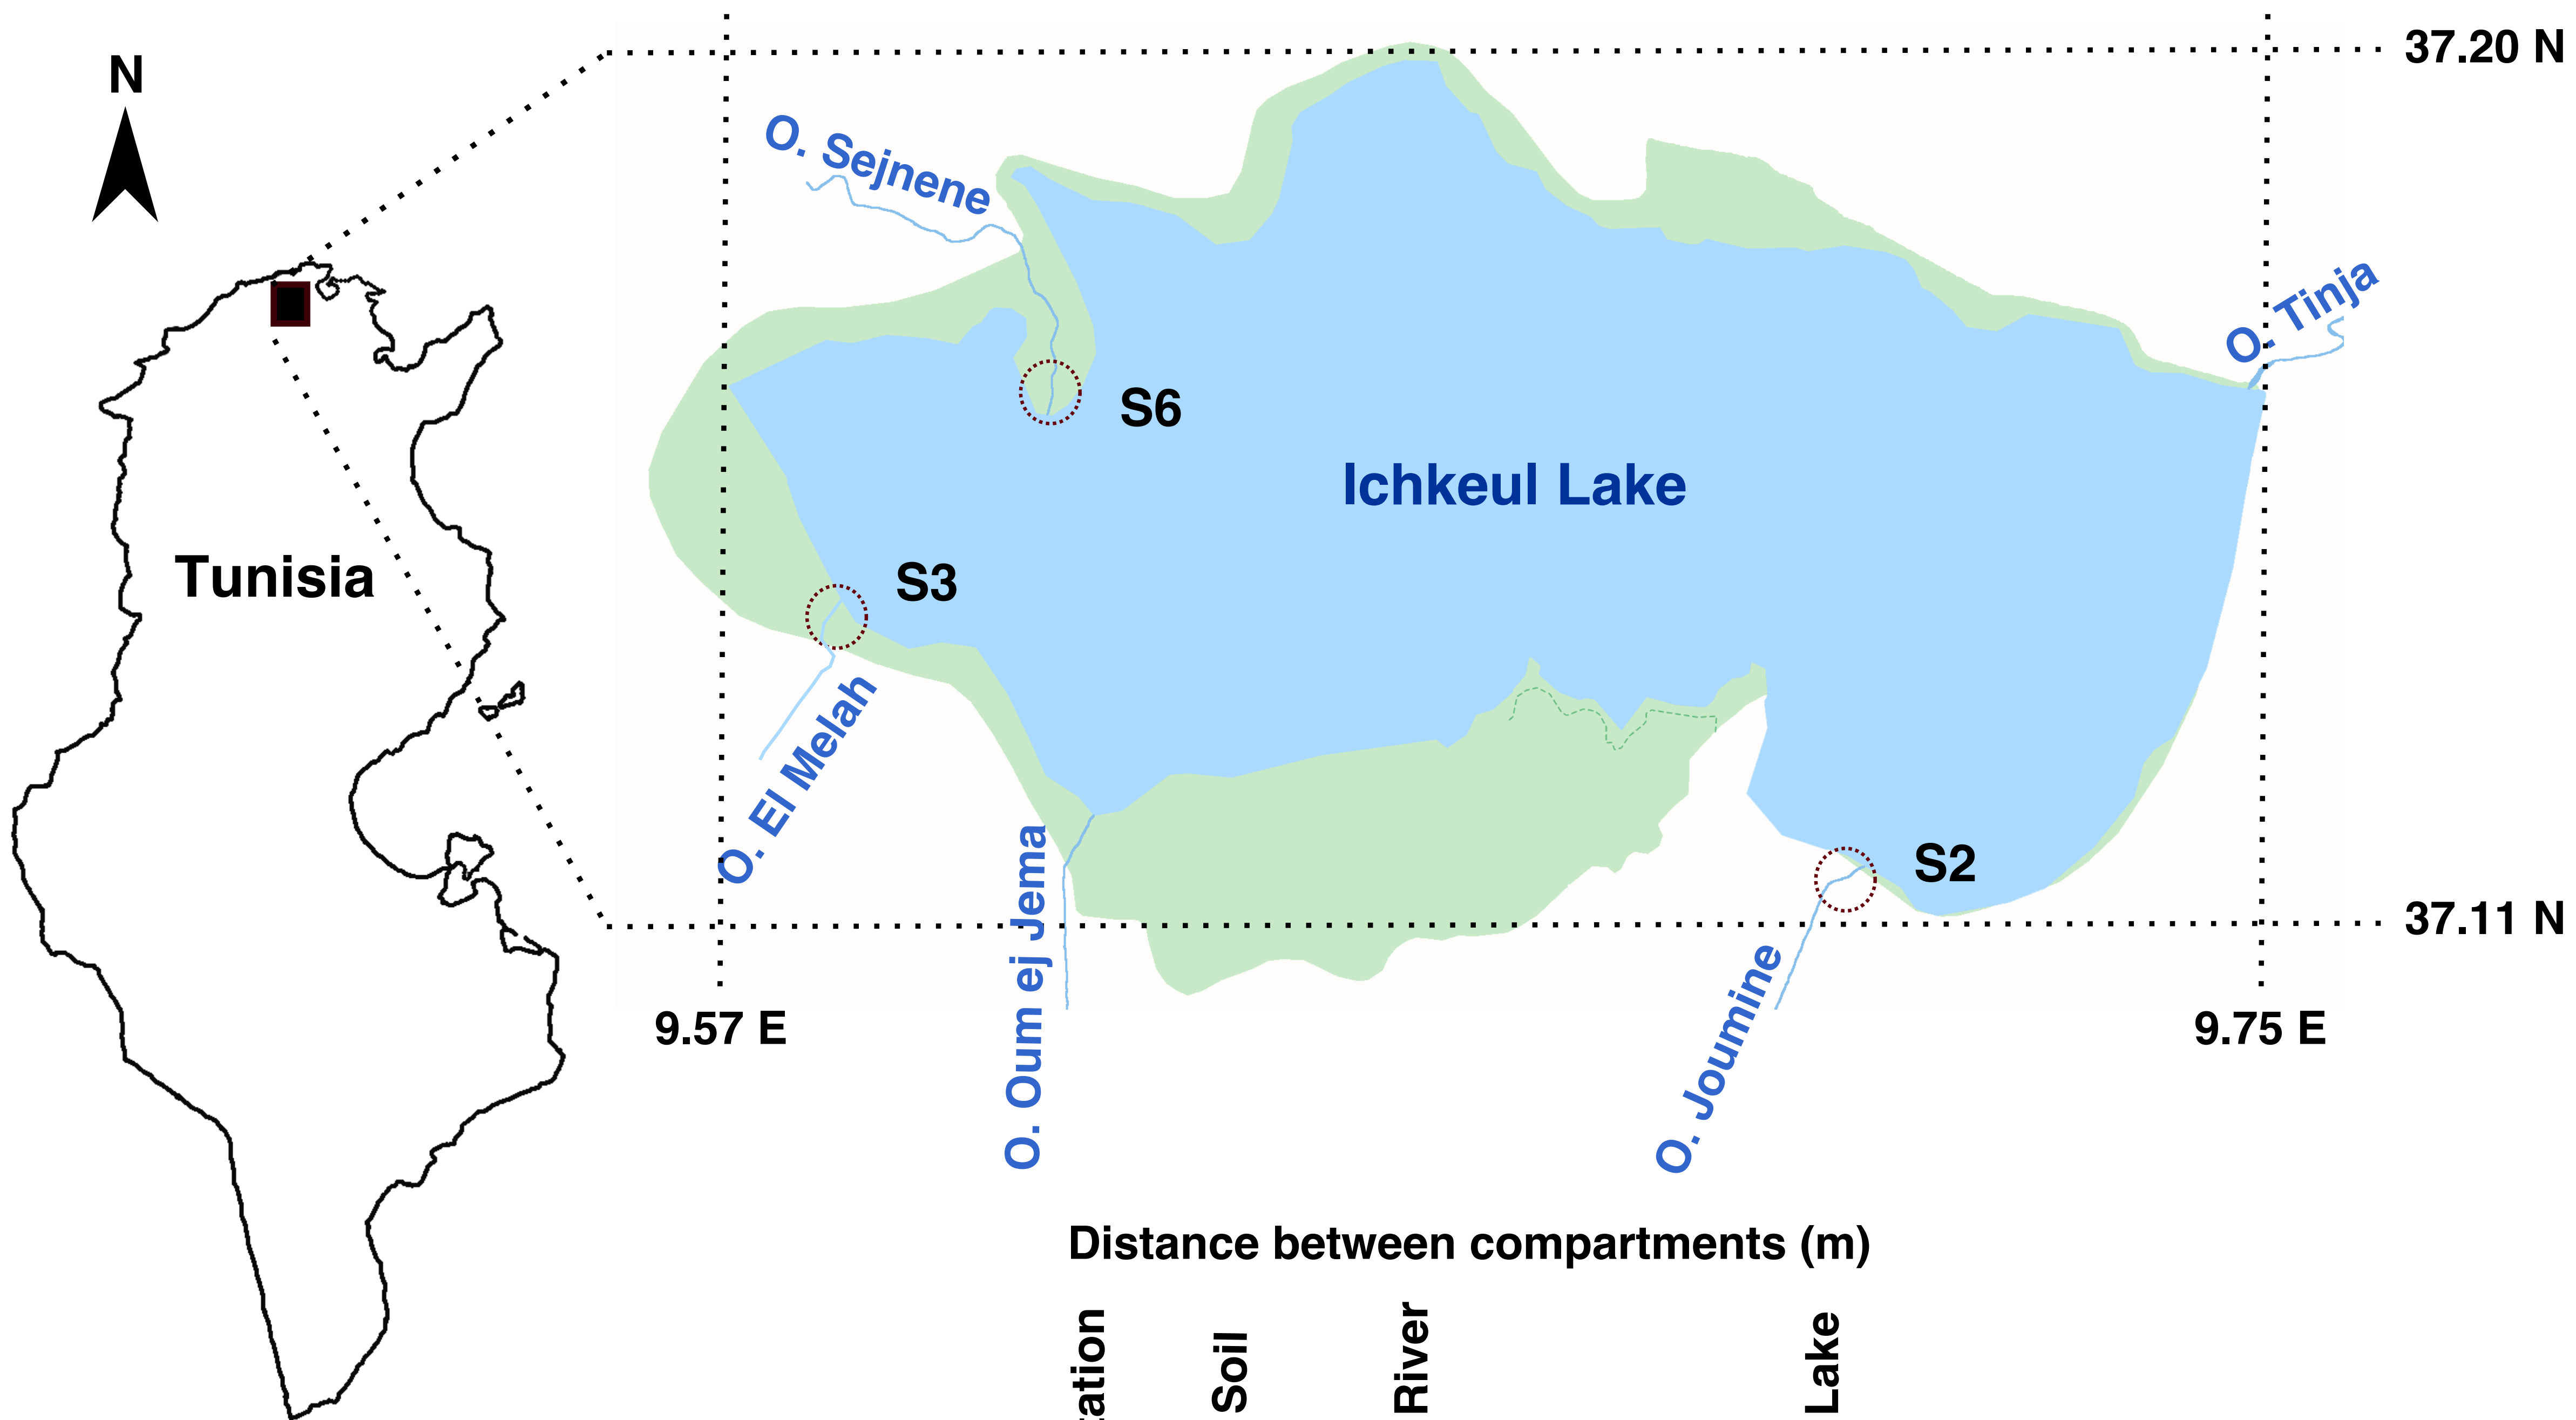 N
37.20 N
O. Sejnene
O. Tinja
S6
Ichkeul Lake
Tunisia
S3
O. El Melah
S2
O. Oum ej Jema
37.11 N
O. Joumine
9.57 E
9.75 E
Distance between compartments (m)
Soil
River
Lake